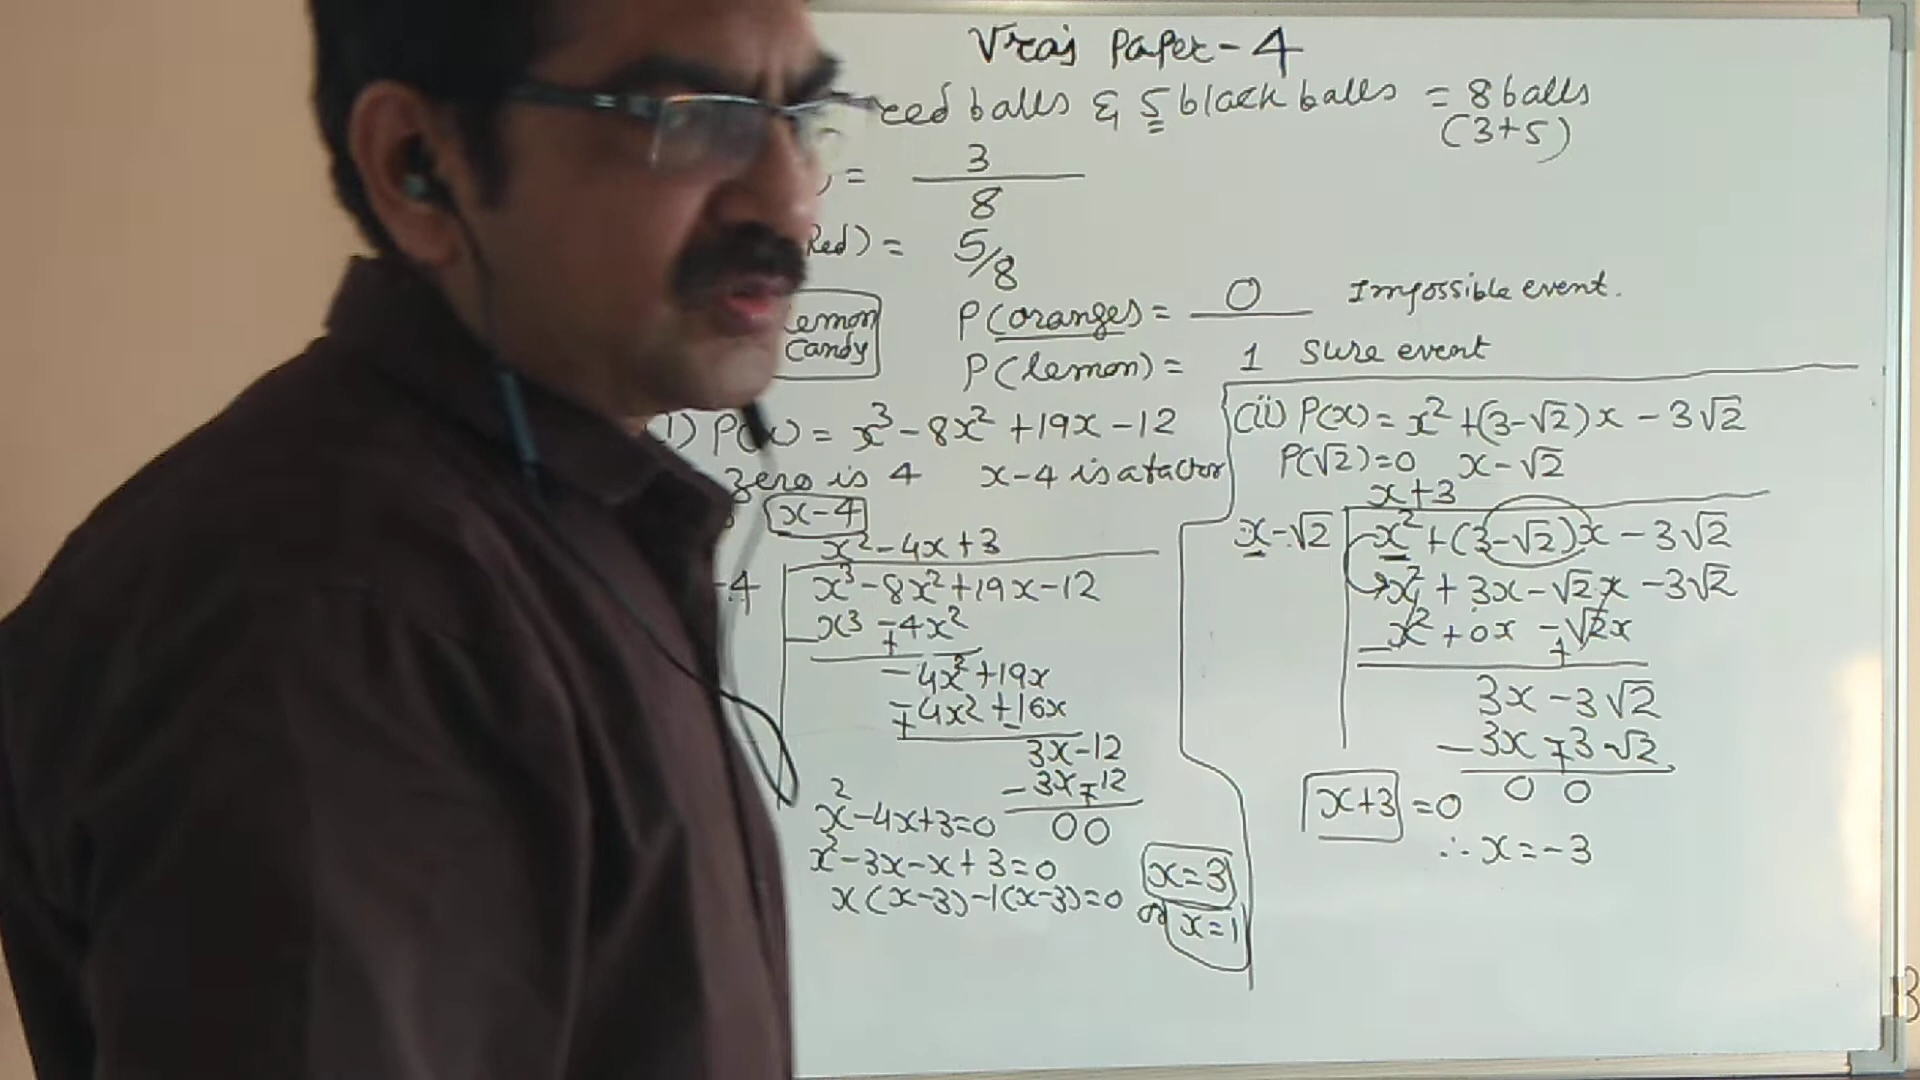 Vraj Paper-4
red balls & 5 black balls = 8 balls
(3+5)
) = 3/8
Red) = 5/8
Lemon
Candy
P(oranges) = 0 Impossible event.
P(lemon) = 1 Sure event
1) P(x) = x³-8x²+19x-12
zero is 4 x-4 is a factor
x-4
x²-4x+3
-4 x³-8x²+19x-12
x³-4x²
+
-4x²+19x
-4x²+16x
+ -
3x-12
-3x-12
+
0 0
x²-4x+3=0
x²-3x-x+3=0
x(x-3)-1(x-3)=0
x=3
or x=1
(ii) P(x) = x²+(3-√2)x-3√2
P(√2)=0 x-√2
x+3
x-√2 x²+(3-√2)x-3√2
x²+3x-√2x-3√2
-x²+0x-√2x
+
3x-3√2
-3x-3√2
+
0 0
x+3=0
∴x=-3